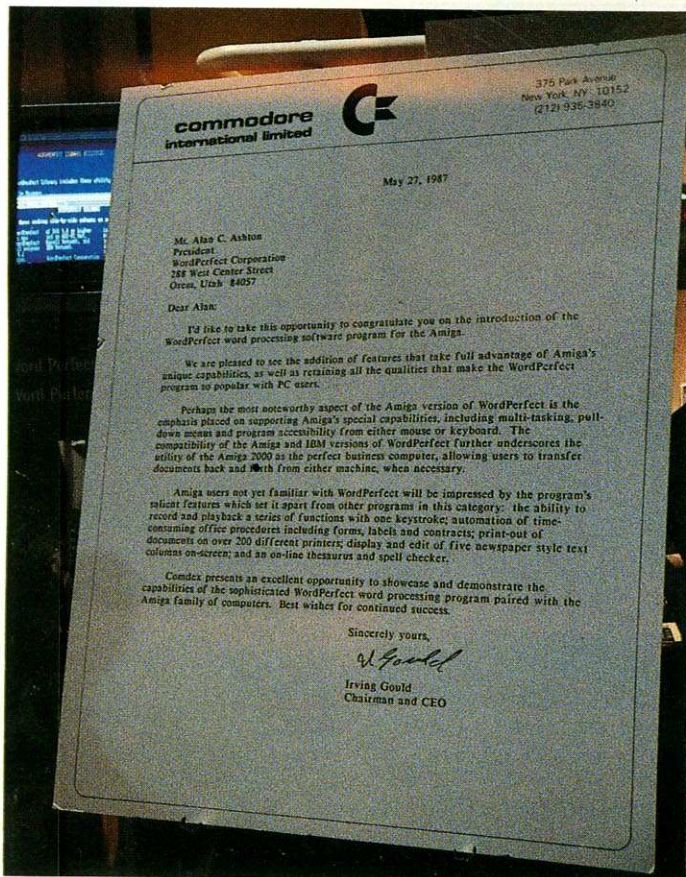 commodore
international limited
375 Park Avenue
New York, NY 10152
(212) 935-3840
May 27, 1987
Mr. Alan C. Ashton
President
WordPerfect Corporation
288 West Center Street
Orem, Utah 84057
Dear Alan:
I'd like to take this opportunity to congratulate you on the introduction of the
WordPerfect word processing software program for the Amiga.
We are pleased to see the addition of features that take full advantage of Amiga's
unique capabilities, as well as retaining all the qualities that make the WordPerfect
program so popular with PC users.
Perhaps the most noteworthy aspect of the Amiga version of WordPerfect is the
emphasis placed on supporting Amiga's special capabilities, including multi-tasking, pull-
down menus and program accessibility from either mouse or keyboard. The
compatibility of the Amiga and IBM versions of WordPerfect further underscores the
utility of the Amiga 2000 as the perfect business computer, allowing users to transfer
documents back and forth from either machine, when necessary.
Amiga users not yet familiar with WordPerfect will be impressed by the program's
salient features which set it apart from other programs in this category: the ability to
record and playback a series of functions with one keystroke; automation of time-
consuming office procedures including forms, labels and contracts; print-out of
documents on over 200 different printers; display and edit of five newspaper style text
columns on-screen; and an on-line thesaurus and spell checker.
Comdex presents an excellent opportunity to showcase and demonstrate the
capabilities of the sophisticated WordPerfect word processing program paired with the
Amiga family of computers. Best wishes for continued success.
Sincerely yours,
I Gould
Irving Gould
Chairman and CEO
Word Perfec
Word Perfec